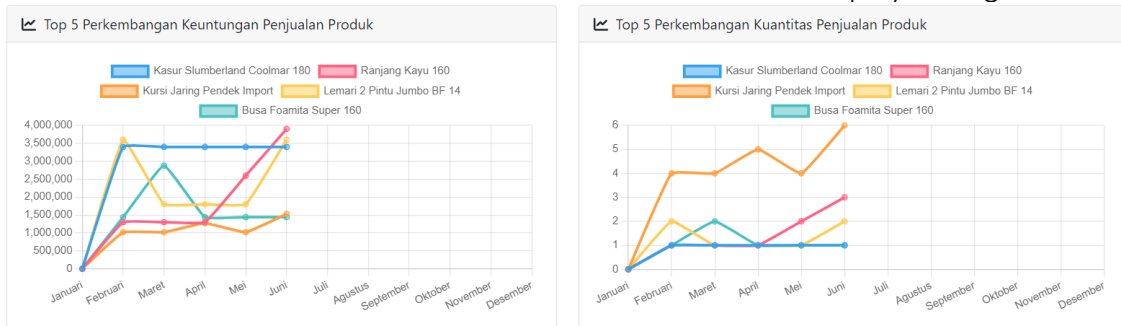 Top 5 Perkembangan Keuntungan Penjualan Produk
Kasur Slumberland Coolmar 180 Ranjang Kayu 160
Kursi Jaring Pendek Import Lemari 2 Pintu Jumbo BF 14
Busa Foamita Super 160
4,000,000
3,500,000
3,000,000
2,500,000
2,000,000
1,500,000
1,000,000
500,000
0
Januari Februari Maret April Mei Juni Juli Agustus September Oktober November Desember
Top 5 Perkembangan Kuantitas Penjualan Produk
Kasur Slumberland Coolmar 180 Ranjang Kayu 160
Kursi Jaring Pendek Import Lemari 2 Pintu Jumbo BF 14
Busa Foamita Super 160
6
5
4
3
2
1
0
Januari Februari Maret April Mei Juni Juli Agustus September Oktober November Desember